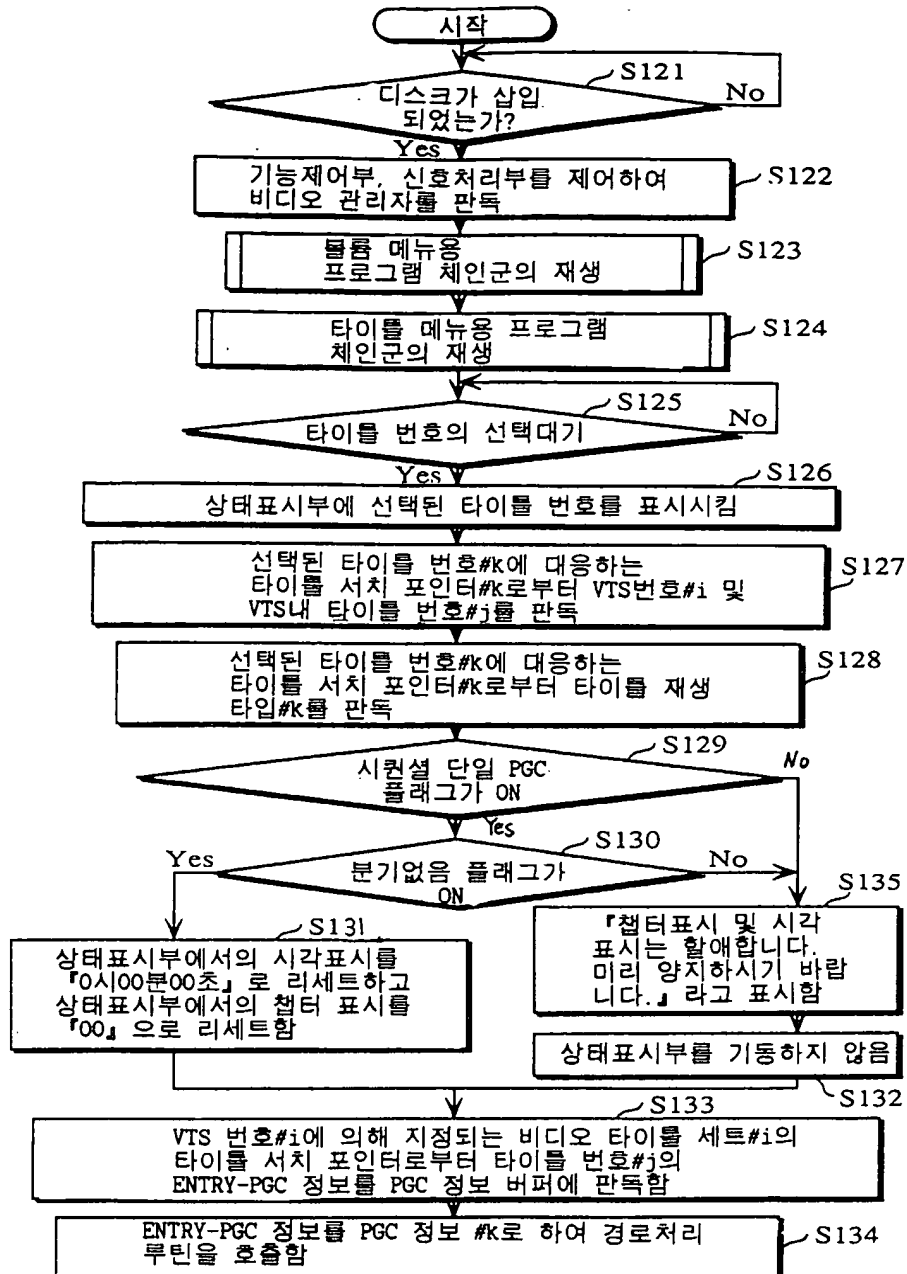 시작
S121
디스크가 삽입
되었는가?
No
Yes
기능제어부, 신호처리부를 제어하여
비디오 관리자를 판독
S122
볼륨 메뉴용
프로그램 체인군의 재생
S123
타이틀 메뉴용 프로그램
체인군의 재생
S124
S125
타이틀 번호의 선택대기
No
Yes
S126
상태표시부에 선택된 타이틀 번호를 표시시킴
선택된 타이틀 번호#k에 대응하는
타이틀 서치 포인터#k로부터 VTS번호#i 및
VTS내 타이틀 번호#j를 판독
S127
선택된 타이틀 번호#k에 대응하는
타이틀 서치 포인터#k로부터 타이틀 재생
타입#k를 판독
S128
S129
시퀀셜 단일 PGC
플래그가 ON
No
Yes
S130
분기없음 플래그가
ON
Yes
No
S131
상태표시부에서의 시각표시를
『0시00분00초』로 리세트하고
상태표시부에서의 챕터 표시를
『00』으로 리세트함
S135
『챕터표시 및 시각
표시는 할애합니다.
미리 양지하시기 바랍
니다.』라고 표시함
상태표시부를 기동하지 않음
S132
S133
VTS 번호#i에 의해 지정되는 비디오 타이틀 세트#i의
타이틀 서치 포인터로부터 타이틀 번호#j의
ENTRY-PGC 정보를 PGC 정보 버퍼에 판독함
ENTRY-PGC 정보를 PGC 정보 #k로 하여 경로처리
루틴을 호출함
S134